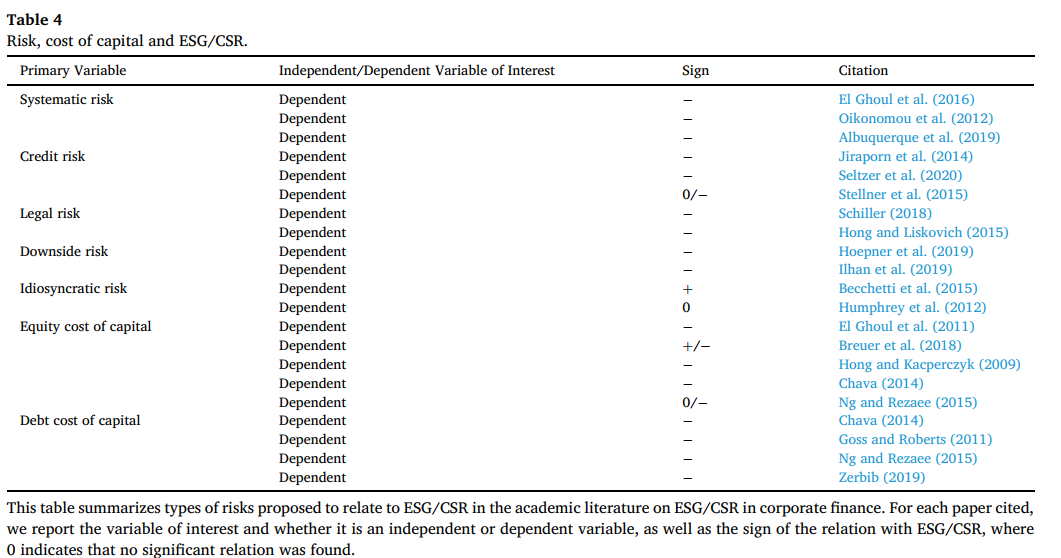 Table 4
Risk, cost of capital and ESG/CSR.
Primary Variable Independent/Dependent Variable of Interest Sign Citation
Systematic risk Dependent − El Ghoul et al. (2016)
Dependent − Oikonomou et al. (2012)
Dependent − Albuquerque et al. (2019)
Credit risk Dependent − Jiraporn et al. (2014)
Dependent − Seltzer et al. (2020)
Dependent 0/− Stellner et al. (2015)
Legal risk Dependent − Schiller (2018)
Dependent − Hong and Liskovich (2015)
Downside risk Dependent − Hoepner et al. (2019)
Dependent − Ilhan et al. (2019)
Idiosyncratic risk Dependent + Becchetti et al. (2015)
Dependent 0 Humphrey et al. (2012)
Equity cost of capital Dependent − El Ghoul et al. (2011)
Dependent +/− Breuer et al. (2018)
Dependent − Hong and Kacperczyk (2009)
Dependent − Chava (2014)
Dependent 0/− Ng and Rezaee (2015)
Debt cost of capital Dependent − Chava (2014)
Dependent − Goss and Roberts (2011)
Dependent − Ng and Rezaee (2015)
Dependent − Zerbib (2019)
This table summarizes types of risks proposed to relate to ESG/CSR in the academic literature on ESG/CSR in corporate finance. For each paper cited,
we report the variable of interest and whether it is an independent or dependent variable, as well as the sign of the relation with ESG/CSR, where
0 indicates that no significant relation was found.